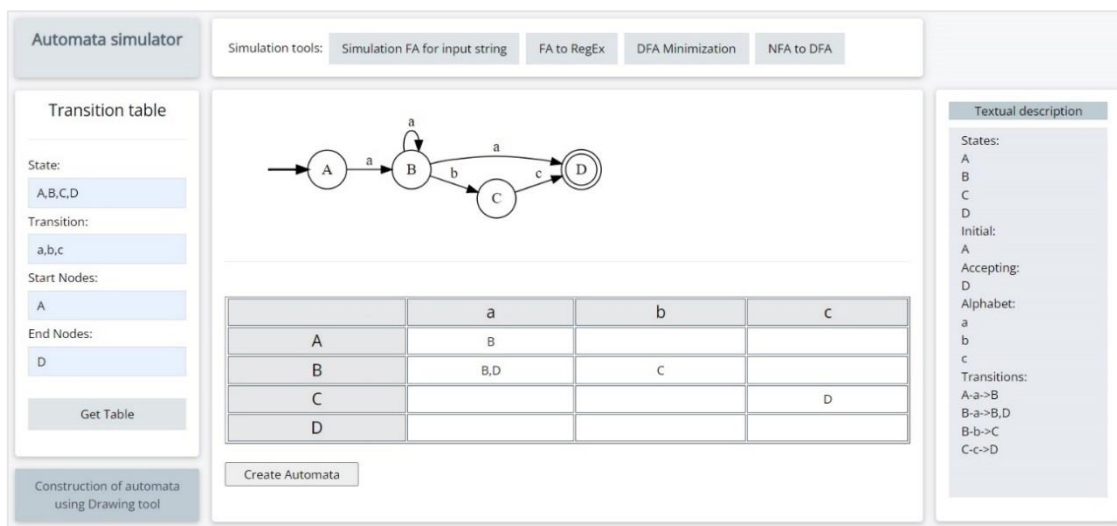 Automata simulator
Simulation tools: Simulation FA for input string FA to RegEx DFA Minimization NFA to DFA
Transition table
State:
A,B,C,D
Transition:
a,b,c
Start Nodes:
A
End Nodes:
D
Get Table
Construction of automata
using Drawing tool
a
A a B a D
b c
C
a b c
A B
B B,D C
C D
D
Create Automata
Textual description
States:
A
B
C
D
Initial:
A
Accepting:
D
Alphabet:
a
b
c
Transitions:
A-a->B
B-a->B,D
B-b->C
C-c->D